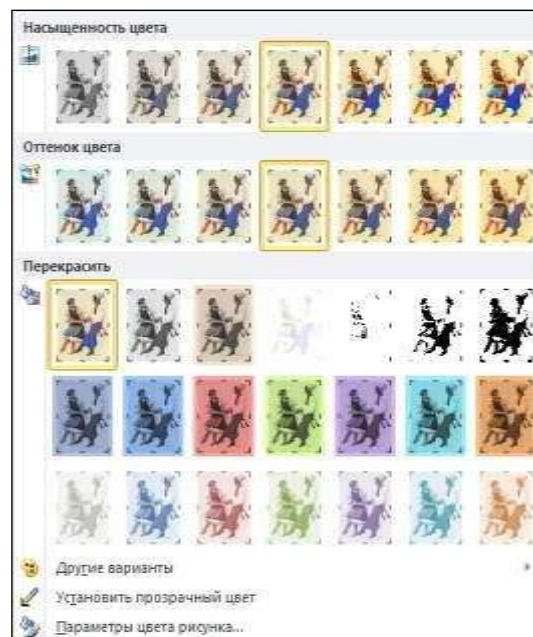 Насыщенность цвета
Оттенок цвета
Перекрасить
Другие варианты
Установить прозрачный цвет
Параметры цвета рисунка...